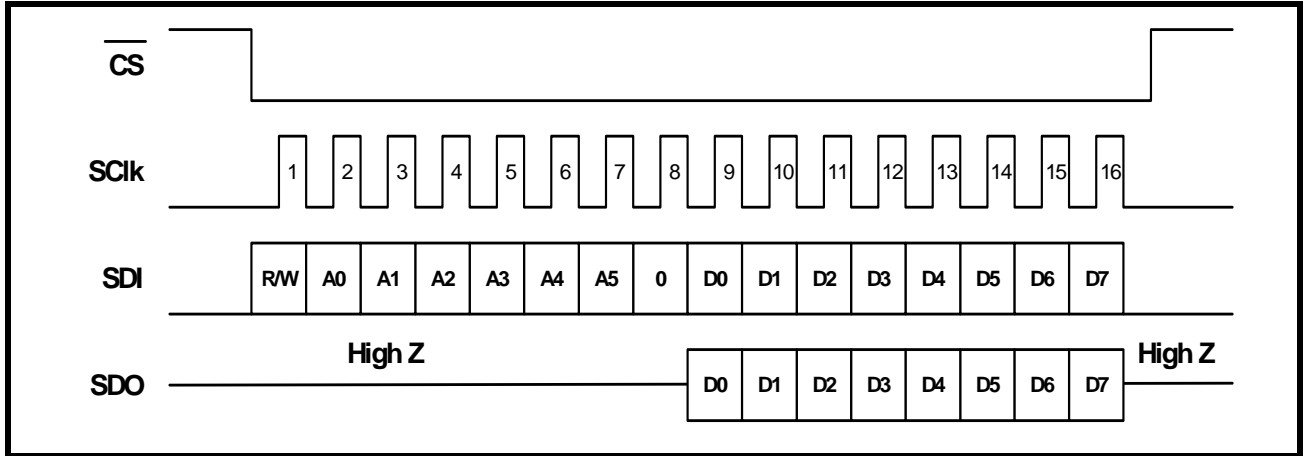 CS
SClk 1 2 3 4 5 6 7 8 9 10 11 12 13 14 15 16
SDI R/W A0 A1 A2 A3 A4 A5 0 D0 D1 D2 D3 D4 D5 D6 D7
High Z High Z
SDO D0 D1 D2 D3 D4 D5 D6 D7